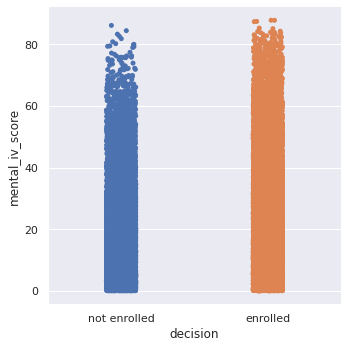 80
60
40
20
0
mental_iv_score
not enrolled
enrolled
decision